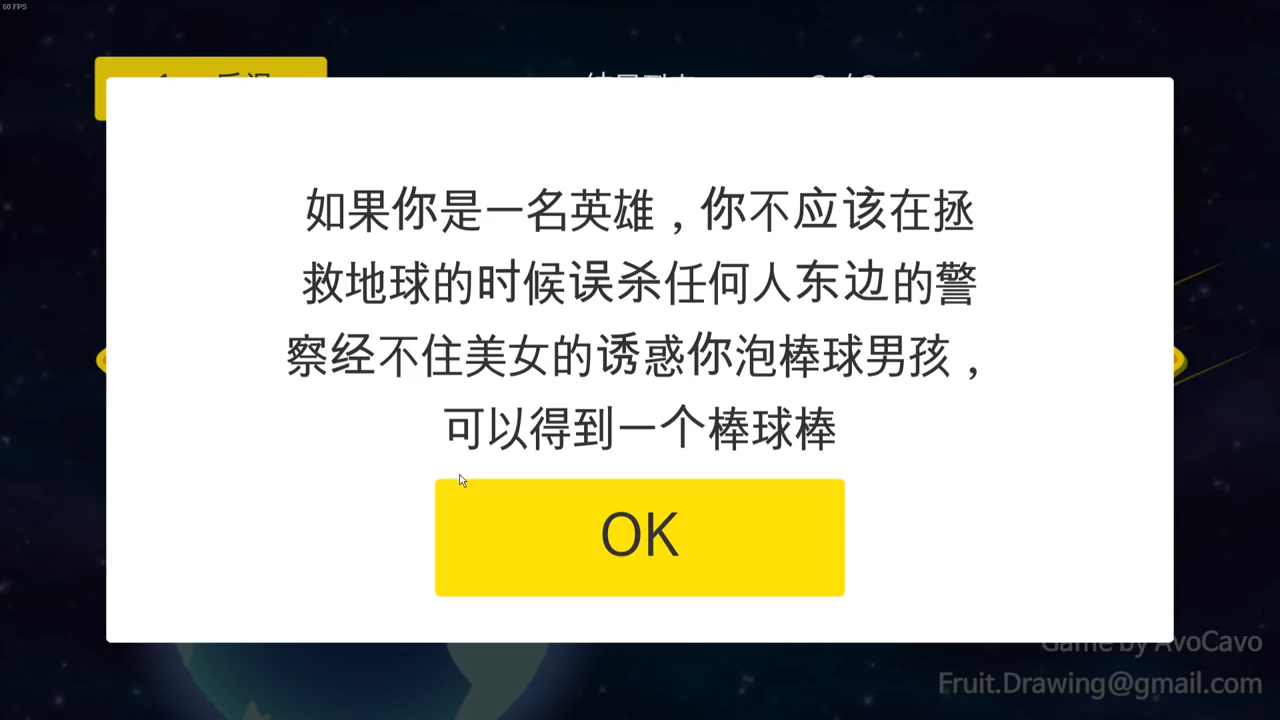 60 FPS
如果你是一名英雄，你不应该在拯
救地球的时候误杀任何人东边的警
察经不住美女的诱惑你泡棒球男孩，
可以得到一个棒球棒
OK
Game by AvoCavo
Fruit.Drawing@gmail.com